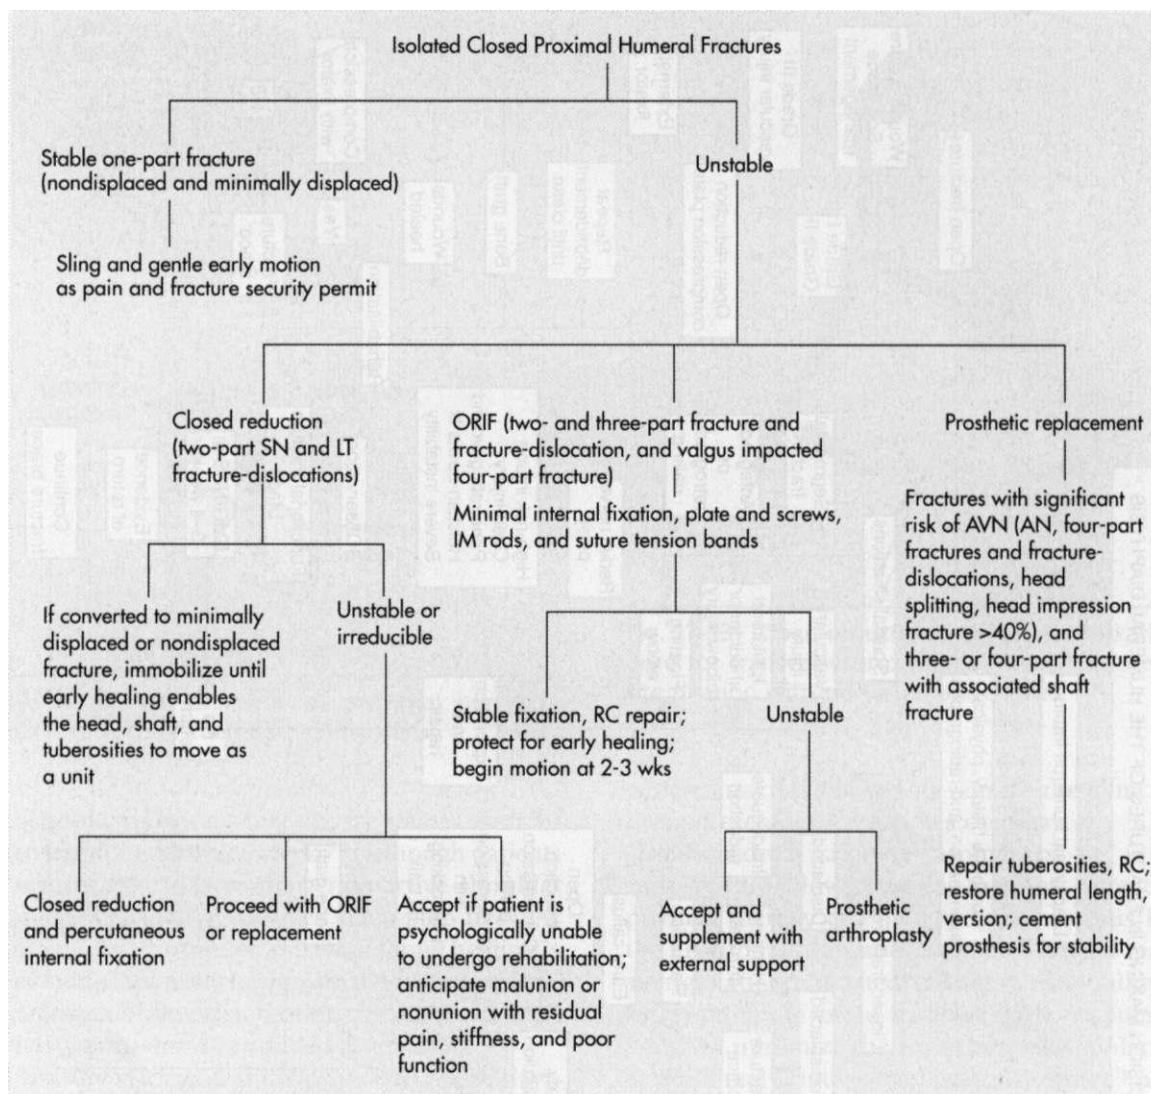 Isolated Closed Proximal Humeral Fractures
Stable one-part fracture
(nondisplaced and minimally displaced)
Unstable
Sling and gentle early motion
as pain and fracture security permit
Closed reduction
(two-part SN and LT
fracture-dislocations)
ORIF (two- and three-part fracture and
fracture-dislocation, and valgus impacted
four-part fracture)
Minimal internal fixation, plate and screws,
IM rods, and suture tension bands
Prosthetic replacement
Fractures with significant
risk of AVN (AN, four-part
fractures and fracture-
dislocations, head
splitting, head impression
fracture >40%), and
three- or four-part fracture
with associated shaft
fracture
If converted to minimally
displaced or nondisplaced
fracture, immobilize until
early healing enables
the head, shaft, and
tuberosities to move as
a unit
Unstable or
irreducible
Stable fixation, RC repair;
protect for early healing;
begin motion at 2-3 wks
Unstable
Closed reduction
and percutaneous
internal fixation
Proceed with ORIF
or replacement
Accept if patient is
psychologically unable
to undergo rehabilitation;
anticipate malunion or
nonunion with residual
pain, stiffness, and poor
function
Accept and
supplement with
external support
Prosthetic
arthroplasty
Repair tuberosities, RC;
restore humeral length,
version; cement
prosthesis for stability